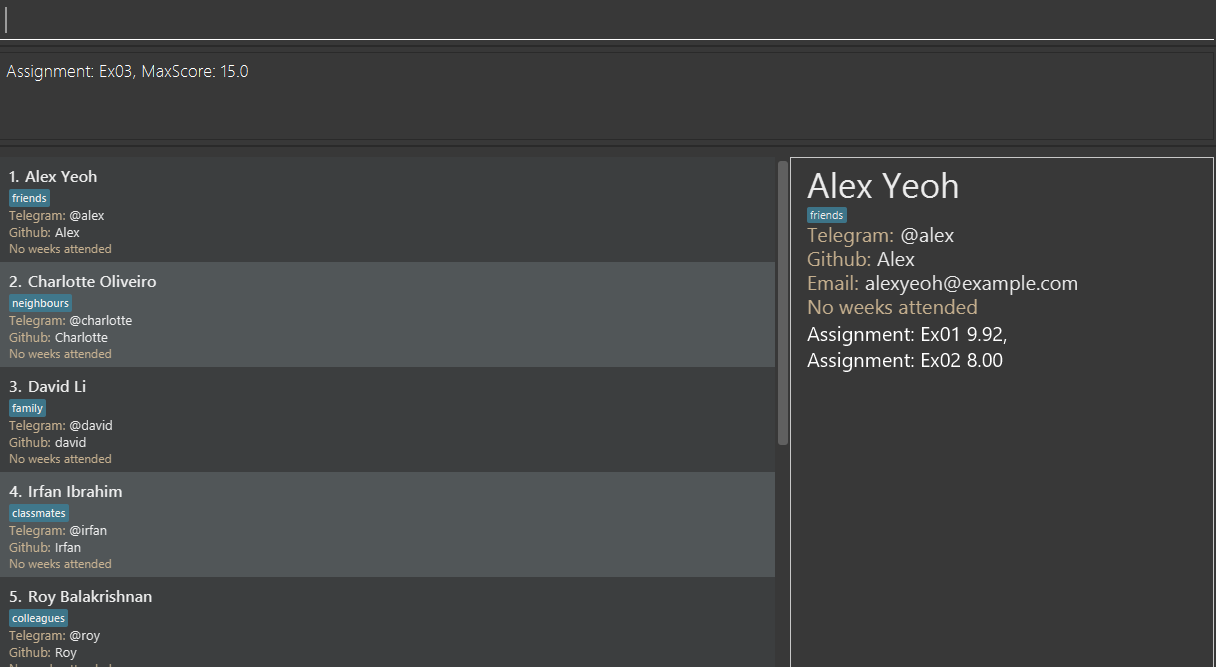 Assignment: Ex03, MaxScore: 15.0
1. Alex Yeoh
friends
Telegram: @alex
Github: Alex
No weeks attended
2. Charlotte Oliveiro
neighbours
Telegram: @charlotte
Github: Charlotte
No weeks attended
3. David Li
family
Telegram: @david
Github: david
No weeks attended
4. Irfan Ibrahim
classmates
Telegram: @irfan
Github: Irfan
No weeks attended
5. Roy Balakrishnan
colleagues
Telegram: @roy
Github: Roy
Alex Yeoh
friends
Telegram: @alex
Github: Alex
Email: alexyeoh@example.com
No weeks attended
Assignment: Ex01 9.92,
Assignment: Ex02 8.00